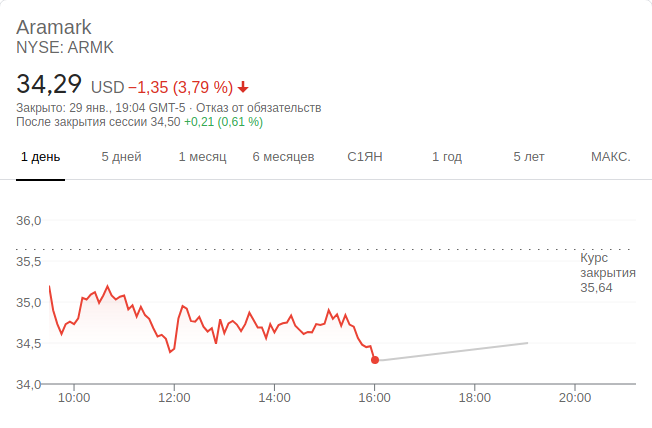 Aramark
NYSE: ARMK
34,29 USD −1,35 (3,79 %)
Закрыто: 29 янв., 19:04 GMT-5 · Отказ от обязательств
После закрытия сессии 34,50 +0,21 (0,61 %)
1 день 5 дней 1 месяц 6 месяцев С1ЯН 1 год 5 лет МАКС.
36,0
35,5
35,0
34,5
34,0
Курс
закрытия
35,64
10:00 12:00 14:00 16:00 18:00 20:00